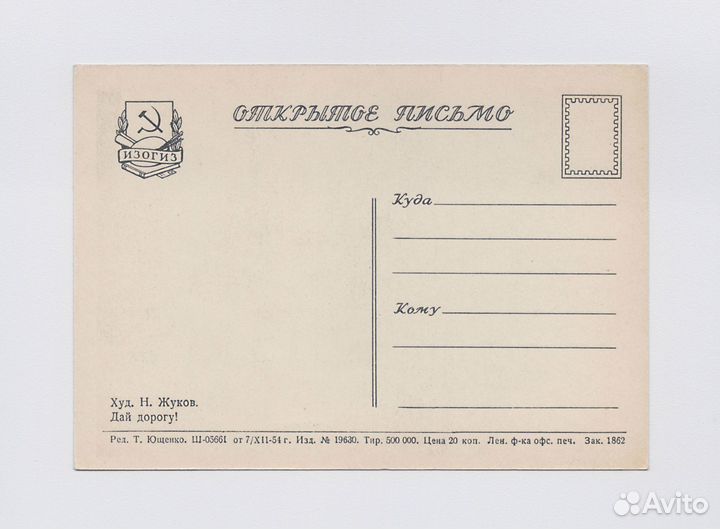 ИЗОГИЗ
ОТКРЫТОЕ ПИСЬМО
Куда
Кому
Худ. Н. Жуков.
Дай дорогу!
Ред. Т. Ющенко. Ш-05661 от 7/XII-54 г. Изд. № 19630. Тир. 500 000. Цена 20 коп. Лен. ф-ка офс. печ. Зак. 1862
Avito